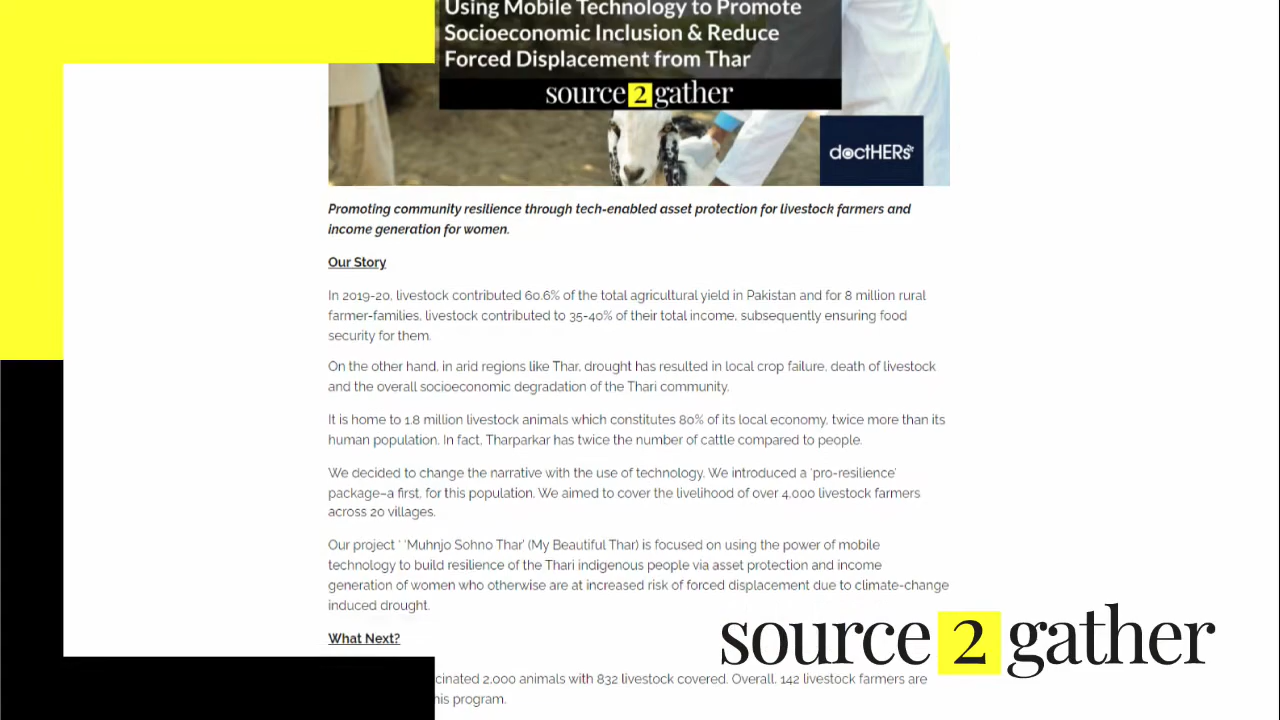 Using Mobile Technology to Promote
Socioeconomic Inclusion & Reduce
Forced Displacement from Thar
source 2 gather
doctHERs
Promoting community resilience through tech-enabled asset protection for livestock farmers and
income generation for women.
Our Story
In 2019-20, livestock contributed 60.6% of the total agricultural yield in Pakistan and for 8 million rural
farmer-families, livestock contributed to 35-40% of their total income, subsequently ensuring food
security for them.
On the other hand, in arid regions like Thar, drought has resulted in local crop failure, death of livestock
and the overall socioeconomic degradation of the Thari community.
It is home to 1.8 million livestock animals which constitutes 80% of its local economy, twice more than its
human population. In fact, Tharparkar has twice the number of cattle compared to people.
We decided to change the narrative with the use of technology. We introduced a 'pro-resilience'
package–a first, for this population. We aimed to cover the livelihood of over 4,000 livestock farmers
across 20 villages.
Our project ' 'Muhnjo Sohno Thar' (My Beautiful Thar) is focused on using the power of mobile
technology to build resilience of the Thari indigenous people via asset protection and income
generation of women who otherwise are at increased risk of forced displacement due to climate-change
induced drought.
What Next?
cinated 2,000 animals with 832 livestock covered. Overall, 142 livestock farmers are
his program.
source 2 gather